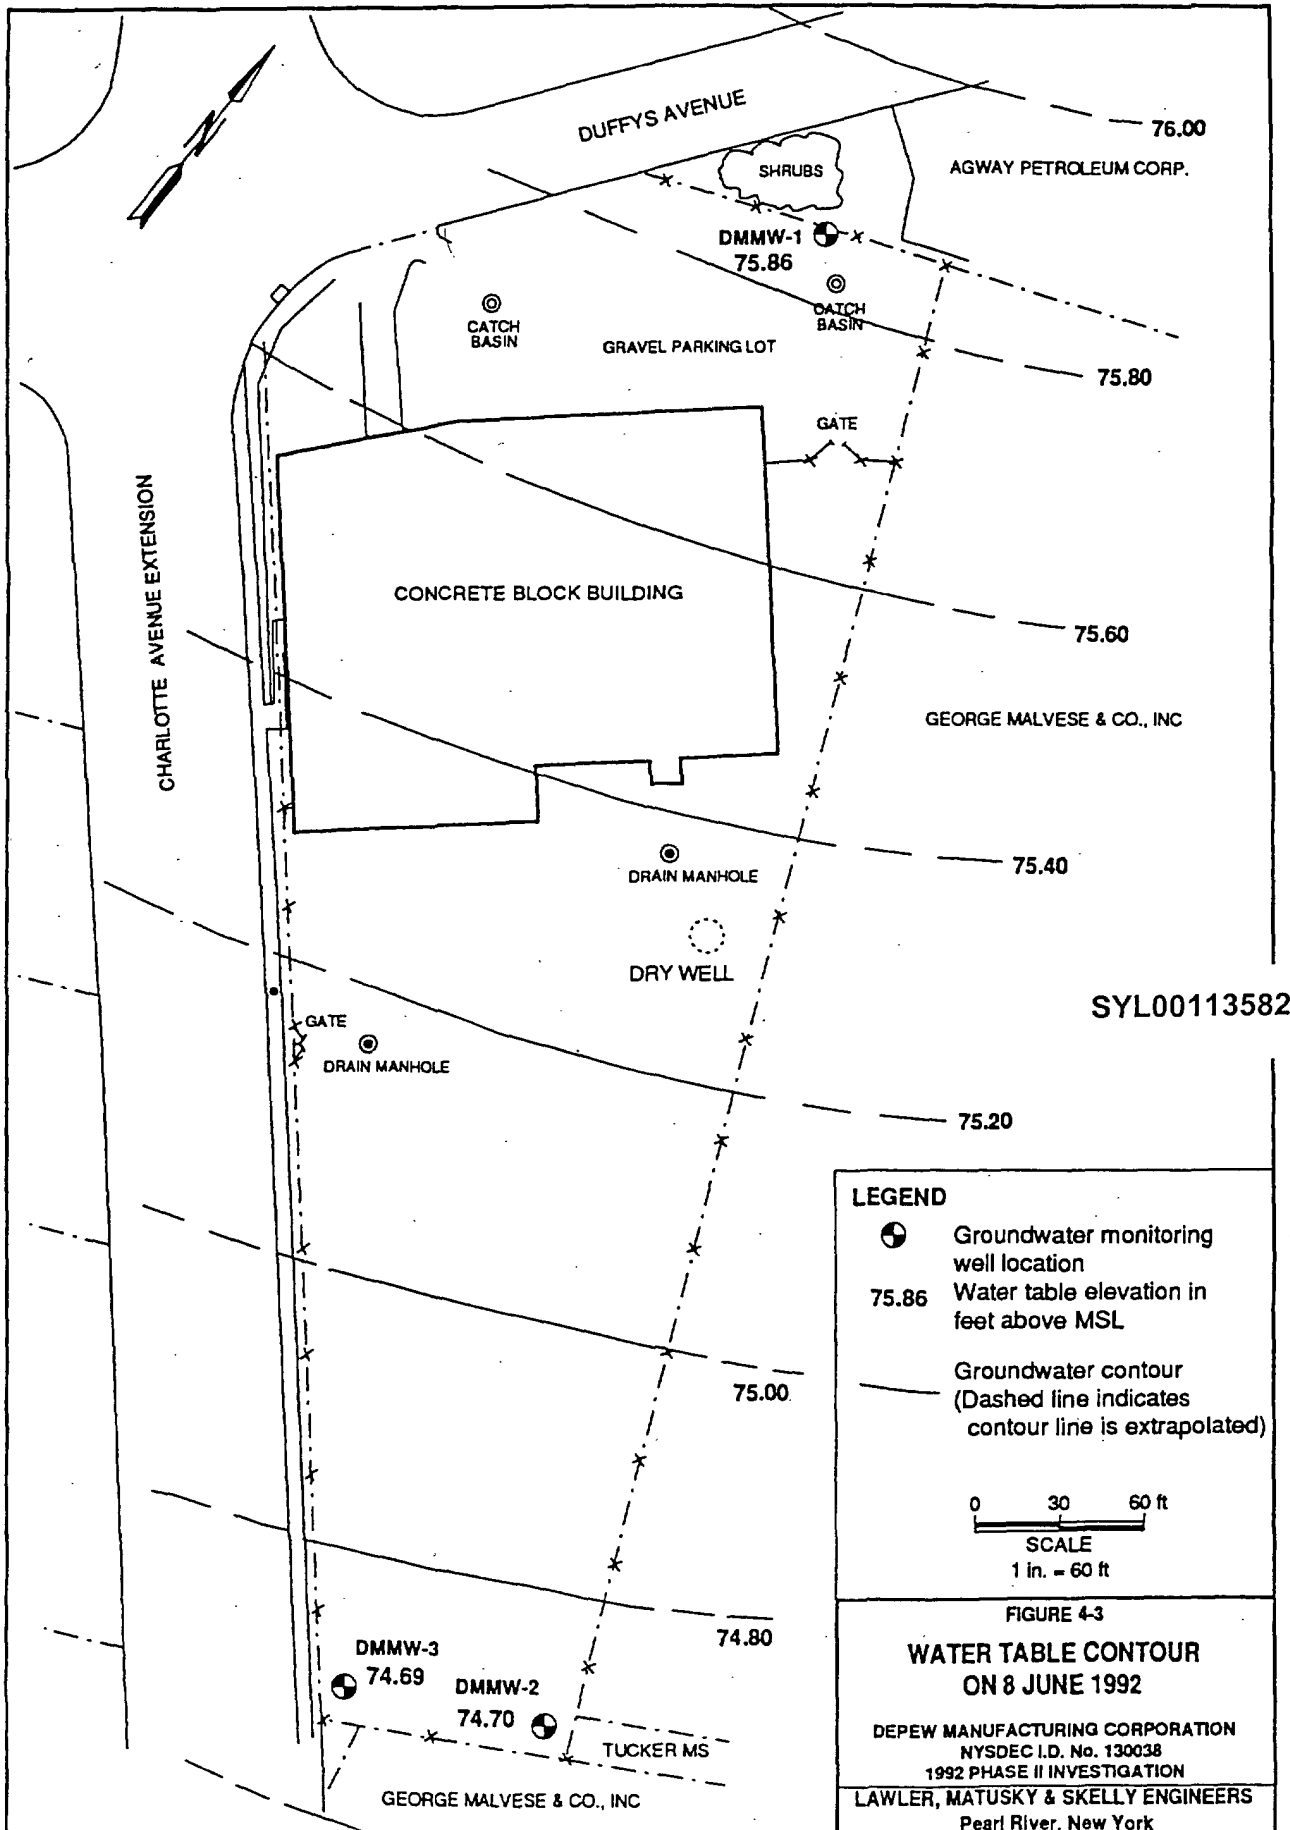 DUFFYS AVENUE
76.00
N
SHRUBS
AGWAY PETROLEUM CORP.
DMMW-1
75.86
CATCH
BASIN
CATCH
BASIN
GRAVEL PARKING LOT
75.80
GATE
CHARLOTTE AVENUE EXTENSION
CONCRETE BLOCK BUILDING
75.60
GEORGE MALVESE & CO., INC
75.40
DRAIN MANHOLE
DRY WELL
SYL00113582
GATE
DRAIN MANHOLE
75.20
LEGEND
Groundwater monitoring
well location
75.86 Water table elevation in
feet above MSL
Groundwater contour
(Dashed line indicates
contour line is extrapolated)
75.00
0 30 60 ft
SCALE
1 in. = 60 ft
74.80
FIGURE 4-3
WATER TABLE CONTOUR
ON 8 JUNE 1992
DMMW-3
74.69
DMMW-2
74.70
TUCKER MS
DEPEW MANUFACTURING CORPORATION
NYSDEC I.D. No. 130038
1992 PHASE II INVESTIGATION
GEORGE MALVESE & CO., INC
LAWLER, MATUSKY & SKELLY ENGINEERS
Pearl River, New York